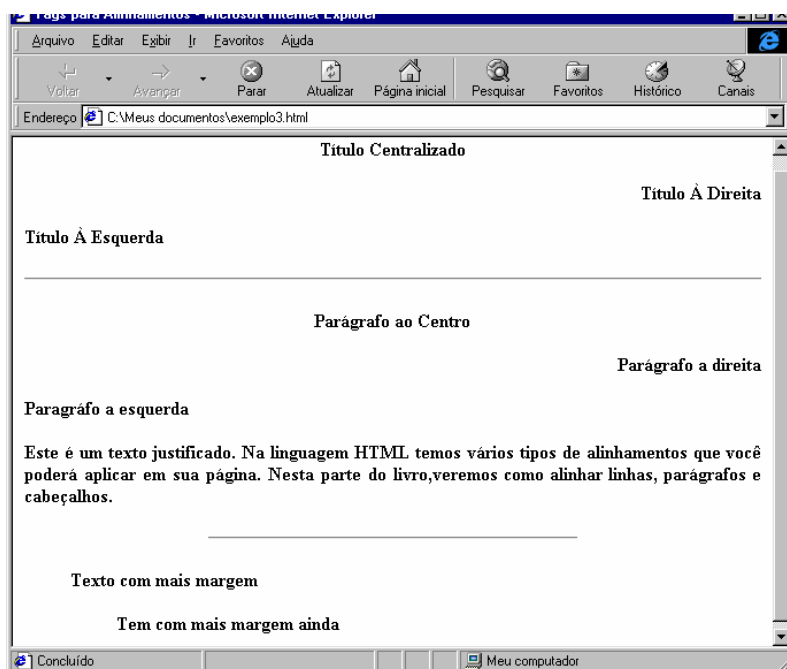 Tags para Alinhamentos - Microsoft Internet Explorer
Arquivo Editar Exibir Ir Favoritos Ajuda
Voltar Avançar Parar Atualizar Página inicial Pesquisar Favoritos Histórico Canais
Endereço C:\Meus documentos\exemplo3.html
Título Centralizado
Título À Direita
Título À Esquerda
Parágrafo ao Centro
Parágrafo a direita
Paragráfo a esquerda
Este é um texto justificado. Na linguagem HTML temos vários tipos de alinhamentos que você
poderá aplicar em sua página. Nesta parte do livro,veremos como alinhar linhas, parágrafos e
cabeçalhos.
Texto com mais margem
Tem com mais margem ainda
Concluído Meu computador